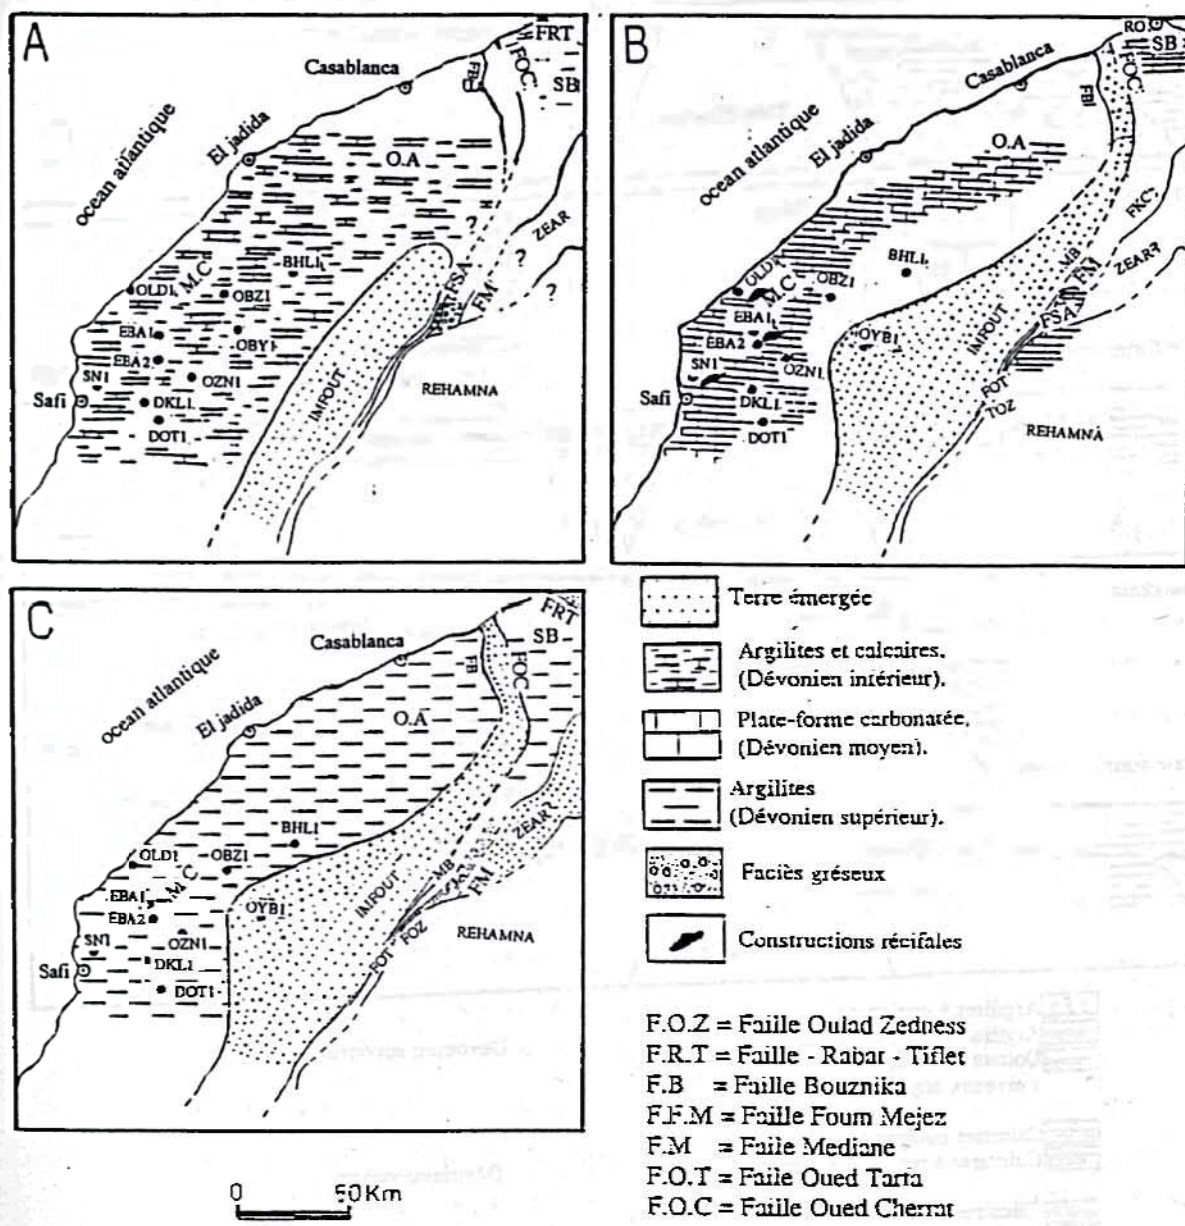 A
FRT
FOC
FB
SB
Casablanca
ocean atlantique
El jadida
O.A
?
ZEAR
?
?
BHL1
M.C
OLD1
OBZ1
FSA
FM
EBA1
OBY1
EBA2
SN1
OZN1
IMFOUT
REHAMNA
Safi
DKL1
DOT1
B
RO
SB
FOC
Casablanca
FBI
ocean atlantique
El jadida
O.A
FKC
BHL1
MB
ZEAR?
FM
OLD1
M.C
OBZ1
EBA1
OYB1
IMFOUT
FSA
EBA2
SN1
OZN1
FOT
Safi
DKL1
TOZ
DOT1
REHAMNA
C
FRT
SB
Casablanca
FB
FOC
ocean atlantique
El jadida
O.A
BHL1
OLD1
OBZ1
M.C
ZEAR?
MB
FM
EBA1
IMFOUT
EBA2
OYB1
SN1
OZN1
FOZ
REHAMNA
Safi
DKL1
FOT
DOT1
Terre émergée
Argilites et calcaires.
(Dévonien inférieur).
Plate-forme carbonatée.
(Dévonien moyen).
Argilites
(Dévonien supérieur).
Faciès gréseux
Constructions récifales
F.O.Z = Faille Oulad Zedness
F.R.T = Faille - Rabat - Tiflet
F.B = Faille Bouznika
F.F.M = Faille Foum Mejez
F.M = Faile Mediane
F.O.T = Faille Oued Tarta
F.O.C = Faille Oued Cherrat
0 50 Km